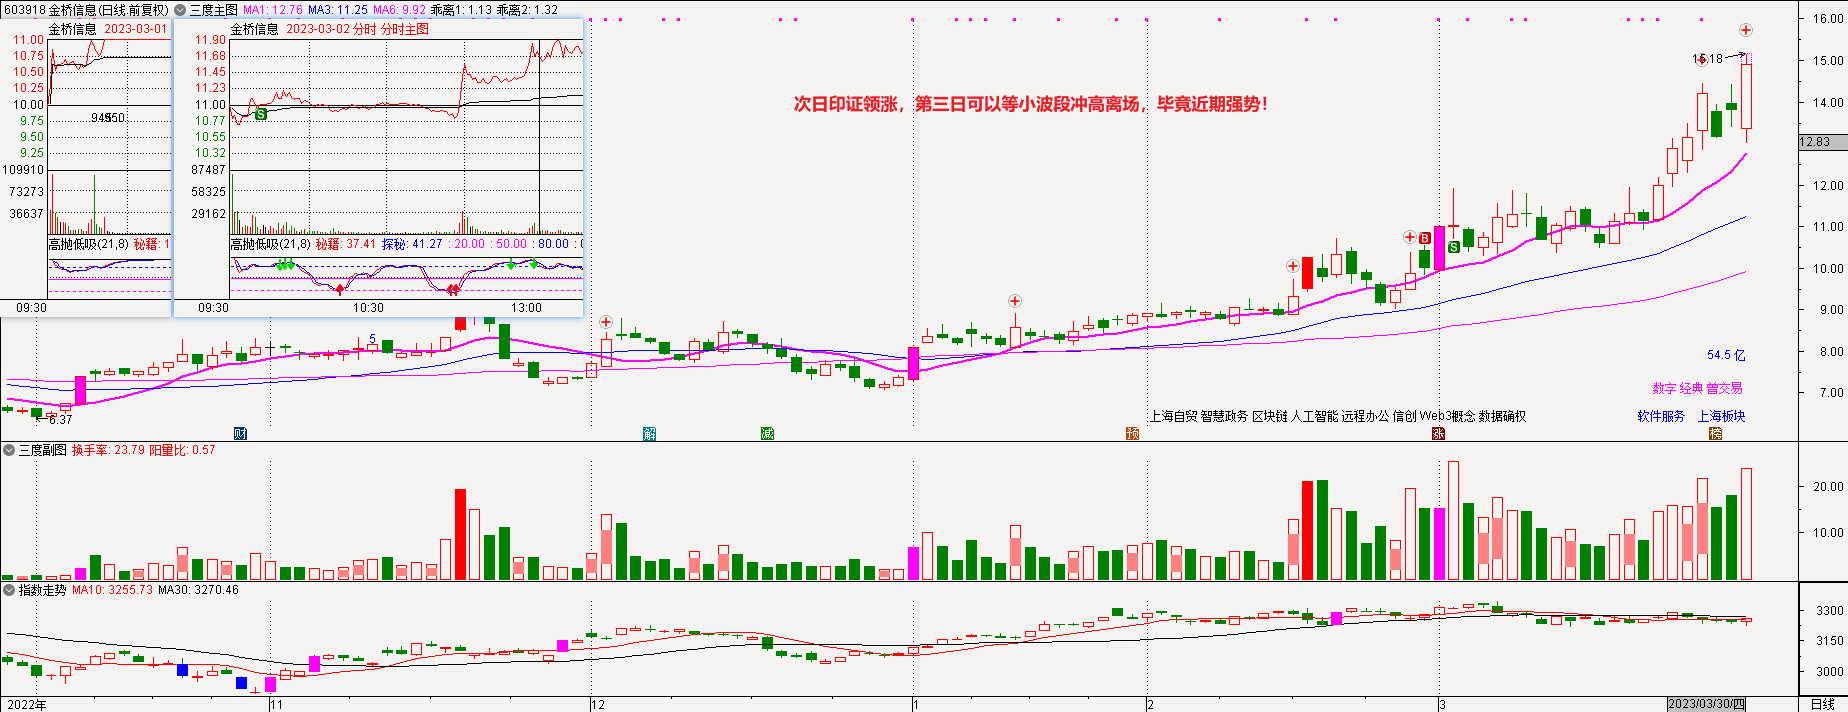 603918 金桥信息(日线.前复权) 三度主图 MA1: 12.76 MA3: 11.25 MA6: 9.92 乖离1: 1.13 乖离2: 1.32
金桥信息 2023-03-01
11.00
10.75
10.50
10.25
10.00
9.75
9.50
9.25
109910
73273
36637
高抛低吸(21,8) 秘籍: 1
09:30
金桥信息 2023-03-02 分时 分时主图
11.90
11.68
11.45
11.23
11.00
10.77
10.55
10.32
87487
58325
29162
S
高抛低吸(21,8) 秘籍: 37.41 探秘: 41.27 : 20.00 : 50.00 : 80.00
09:30 10:30 13:00
次日印证领涨，第三日可以等小波段冲高离场，毕竟近期强势！
15.18
B
S
5
←6.37
16.00
15.00
14.00
12.83
12.00
11.00
10.00
9.00
8.00
7.00
54.5 亿
数字 经典 曾交易
上海自贸 智慧政务 区块链 人工智能 远程办公 信创 Web3概念 数据确权
软件服务 上海板块
财 解 减 预 涨 榜
三度副图 换手率: 23.79 阳量比: 0.57
20.00
10.00
指数走势 MA10: 3255.73 MA30: 3270.46
3300
3150
3000
2022年 11 12 1 2 3 2023/03/30/四 日线